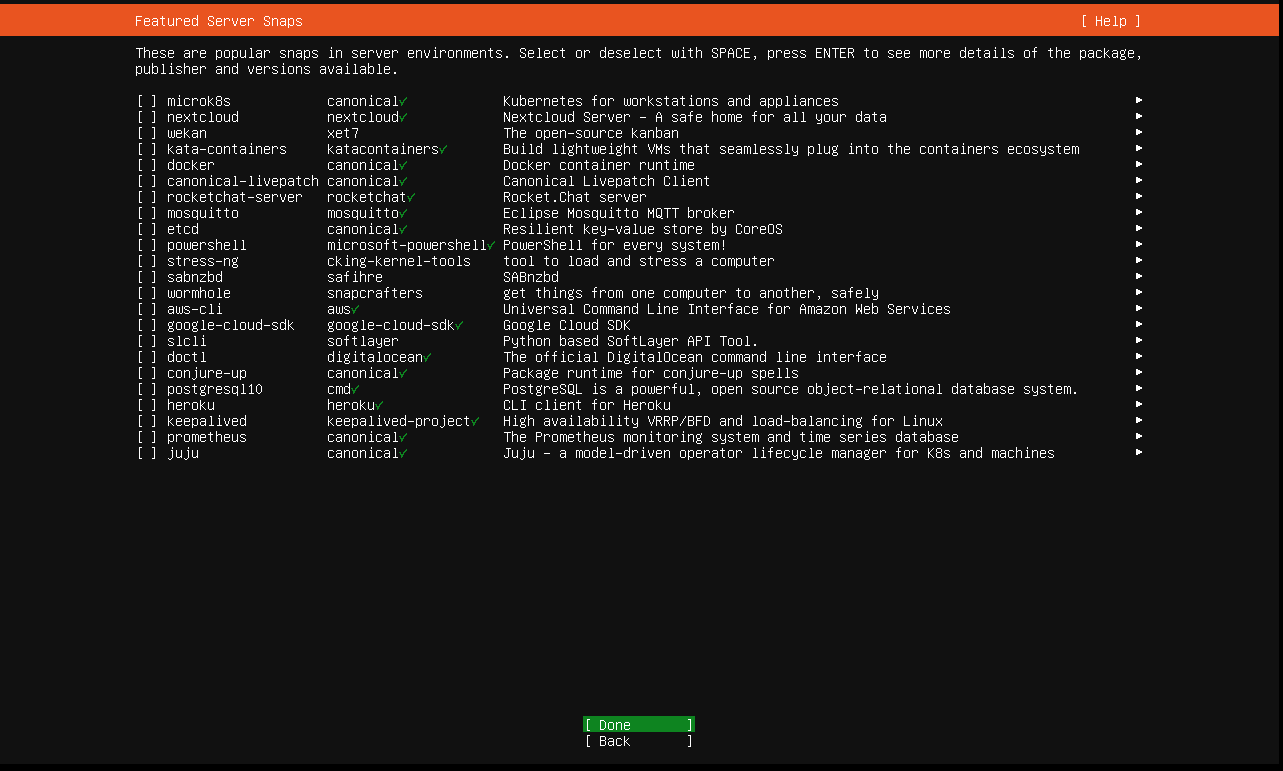 Featured Server Snaps [ Help ]
These are popular snaps in server environments. Select or deselect with SPACE, press ENTER to see more details of the package,
publisher and versions available.
[ ] microk8s canonical✓ Kubernetes for workstations and appliances ▸
[ ] nextcloud nextcloud✓ Nextcloud Server - A safe home for all your data ▸
[ ] wekan xet7 The open-source kanban ▸
[ ] kata-containers katacontainers✓ Build lightweight VMs that seamlessly plug into the containers ecosystem ▸
[ ] docker canonical✓ Docker container runtime ▸
[ ] canonical-livepatch canonical✓ Canonical Livepatch Client ▸
[ ] rocketchat-server rocketchat✓ Rocket.Chat server ▸
[ ] mosquitto mosquitto✓ Eclipse Mosquitto MQTT broker ▸
[ ] etcd canonical✓ Resilient key-value store by CoreOS ▸
[ ] powershell microsoft-powershell✓ PowerShell for every system! ▸
[ ] stress-ng cking-kernel-tools tool to load and stress a computer ▸
[ ] sabnzbd safihre SABnzbd ▸
[ ] wormhole snapcrafters get things from one computer to another, safely ▸
[ ] aws-cli aws✓ Universal Command Line Interface for Amazon Web Services ▸
[ ] google-cloud-sdk google-cloud-sdk✓ Google Cloud SDK ▸
[ ] slcli softlayer Python based SoftLayer API Tool. ▸
[ ] doctl digitalocean✓ The official DigitalOcean command line interface ▸
[ ] conjure-up canonical✓ Package runtime for conjure-up spells ▸
[ ] postgresql10 cmd✓ PostgreSQL is a powerful, open source object-relational database system. ▸
[ ] heroku heroku✓ CLI client for Heroku ▸
[ ] keepalived keepalived-project✓ High availability VRRP/BFD and load-balancing for Linux ▸
[ ] prometheus canonical✓ The Prometheus monitoring system and time series database ▸
[ ] juju canonical✓ Juju - a model-driven operator lifecycle manager for K8s and machines ▸
[ Done ]
[ Back ]